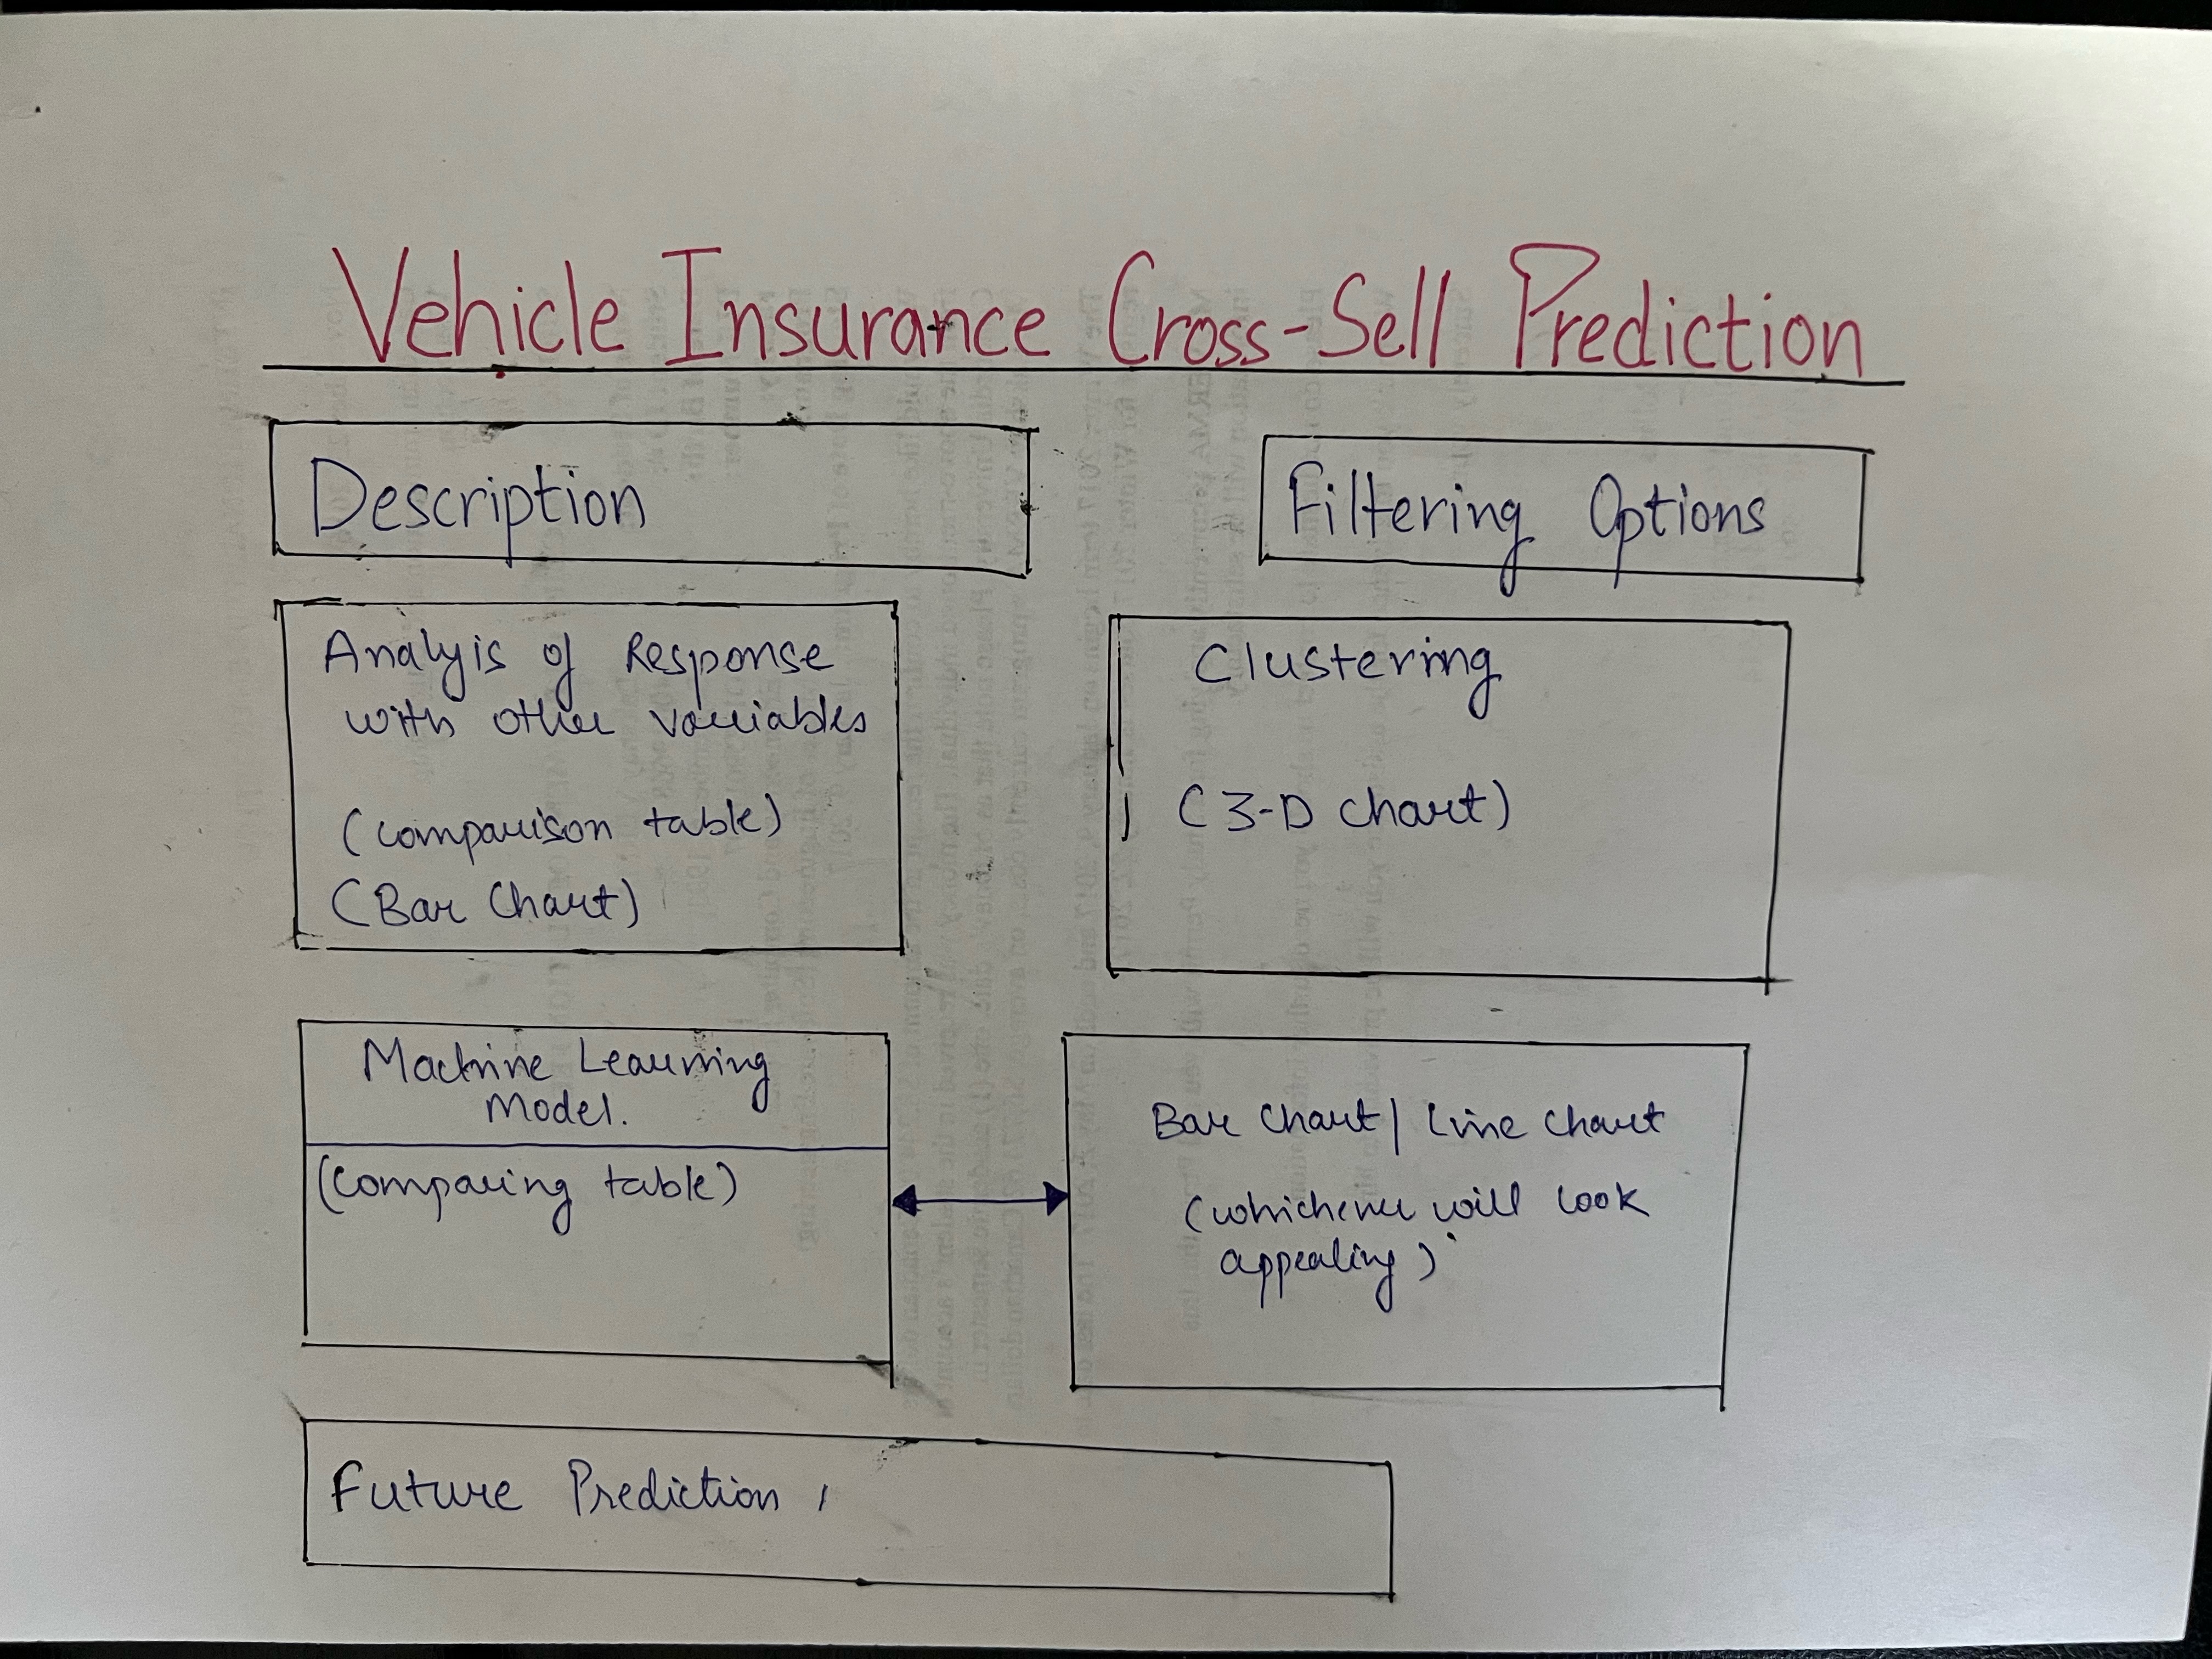 Vehicle Insurance Cross-Sell Prediction
Description
Filtering Options
Analyis of Response
with other variables
(comparison table)
(Bar Chart)
Clustering
(3-D chart)
Machine Learning
Model.
(comparing table)
Bar Chart/ Line chart
(whichever will look
appealing)
Future Prediction